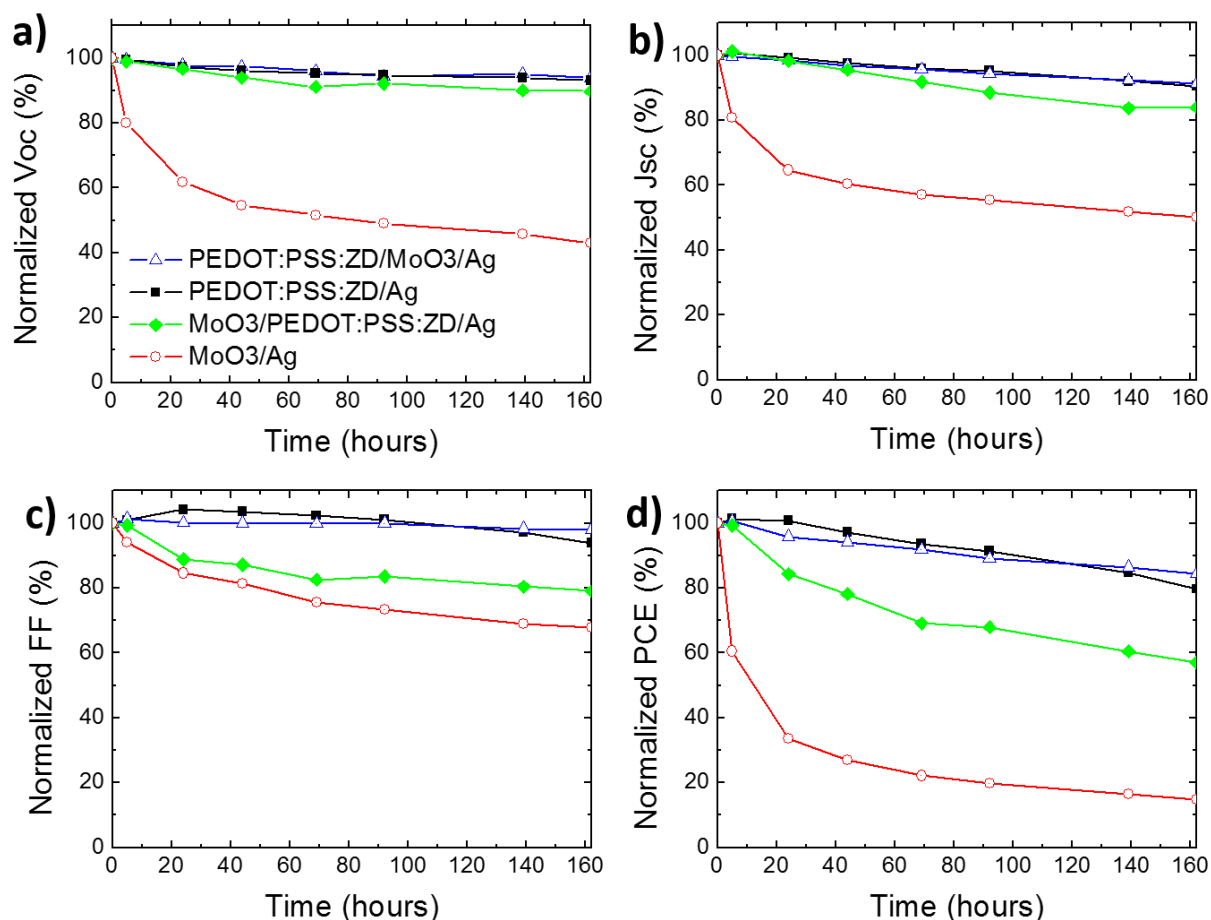 a)
Normalized Voc (%)
100
80
60
40
20
0
PEDOT:PSS:ZD/MoO3/Ag
PEDOT:PSS:ZD/Ag
MoO3/PEDOT:PSS:ZD/Ag
MoO3/Ag
0 20 40 60 80 100 120 140 160
Time (hours)
b)
Normalized Jsc (%)
100
80
60
40
20
0
0 20 40 60 80 100 120 140 160
Time (hours)
c)
Normalized FF (%)
100
80
60
40
20
0
0 20 40 60 80 100 120 140 160
Time (hours)
d)
Normalized PCE (%)
100
80
60
40
20
0
0 20 40 60 80 100 120 140 160
Time (hours)